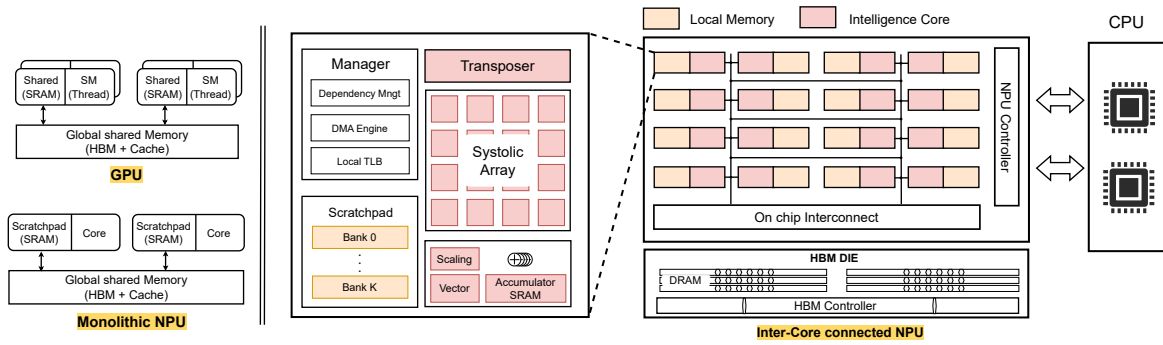 Shared
(SRAM)
SM
(Thread)
Shared
(SRAM)
SM
(Thread)
Global shared Memory
(HBM + Cache)
GPU
Scratchpad
(SRAM)
Core
Scratchpad
(SRAM)
Core
Global shared Memory
(HBM + Cache)
Monolithic NPU
Manager
Dependency Mngt
DMA Engine
Local TLB
Scratchpad
Bank 0
Bank K
Transposer
Systolic
Array
Scaling
Vector
Accumulator
SRAM
Local Memory
Intelligence Core
NPU Controller
On chip Interconnect
HBM DIE
DRAM
HBM Controller
Inter-Core connected NPU
CPU